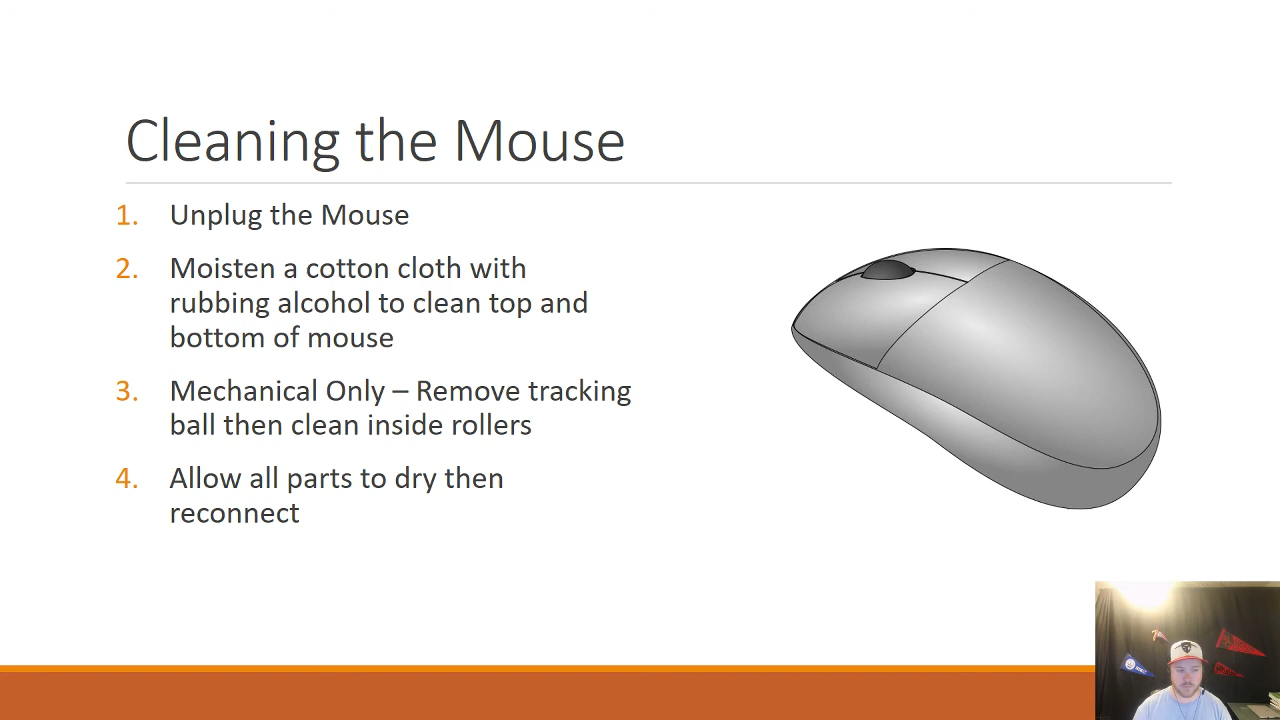 Cleaning the Mouse
1. Unplug the Mouse
2. Moisten a cotton cloth with
rubbing alcohol to clean top and
bottom of mouse
3. Mechanical Only – Remove tracking
ball then clean inside rollers
4. Allow all parts to dry then
reconnect